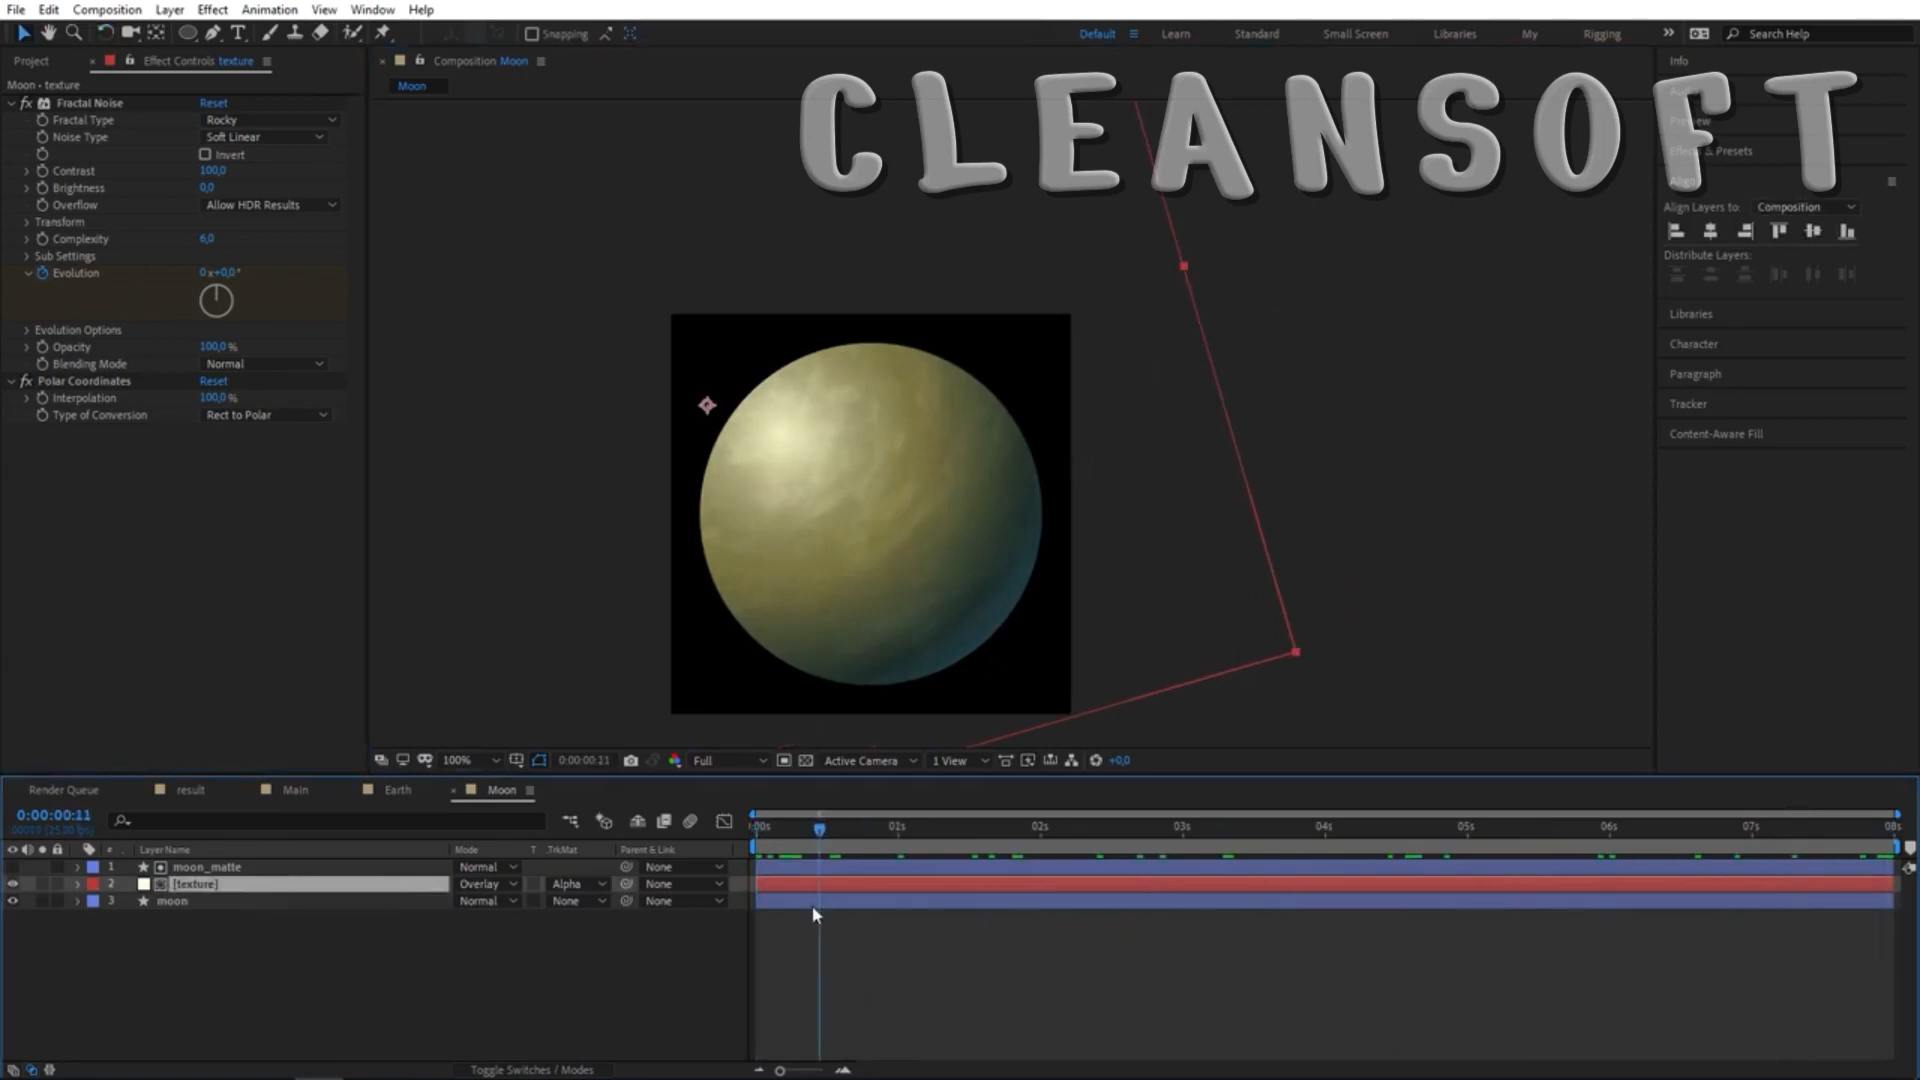 File Edit Composition Layer Effect Animation View Window Help
Snapping Default Learn Standard Small Screen Libraries My Rigging Search Help
Project Effect Controls texture Composition Moon Info
Moon • texture Moon
CLEANSOFT
Fractal Noise Reset
Fractal Type Rocky
Noise Type Soft Linear
Invert
Contrast 100,0
Brightness 0,0
Overflow Allow HDR Results
Transform
Complexity 6,0
Sub Settings
Evolution 0x+0,0°
Evolution Options
Opacity 100,0 %
Blending Mode Normal
Polar Coordinates Reset
Interpolation 100,0 %
Type of Conversion Rect to Polar
Preview
Effects & Presets
Align
Align Layers to: Composition
Distribute Layers:
Libraries
Character
Paragraph
Tracker
Content-Aware Fill
100% 0:00:00:11 Full Active Camera 1 View +0,0
Render Queue result Main Earth Moon
0:00:00:11
00011 (25.00 fps)
:00s 01s 02s 03s 04s 05s 06s 07s 08s
# Layer Name Mode T .TrkMat Parent & Link
1 moon_matte Normal None
2 [texture] Overlay Alpha None
3 moon Normal None None
Toggle Switches / Modes